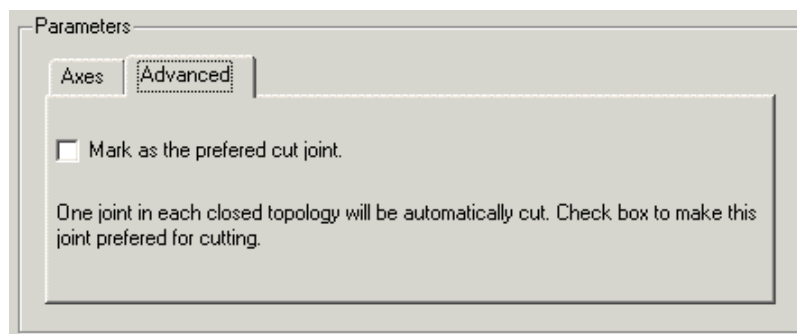 Parameters
Axes
Advanced
Mark as the prefered cut joint.
One joint in each closed topology will be automatically cut. Check box to make this
joint prefered for cutting.